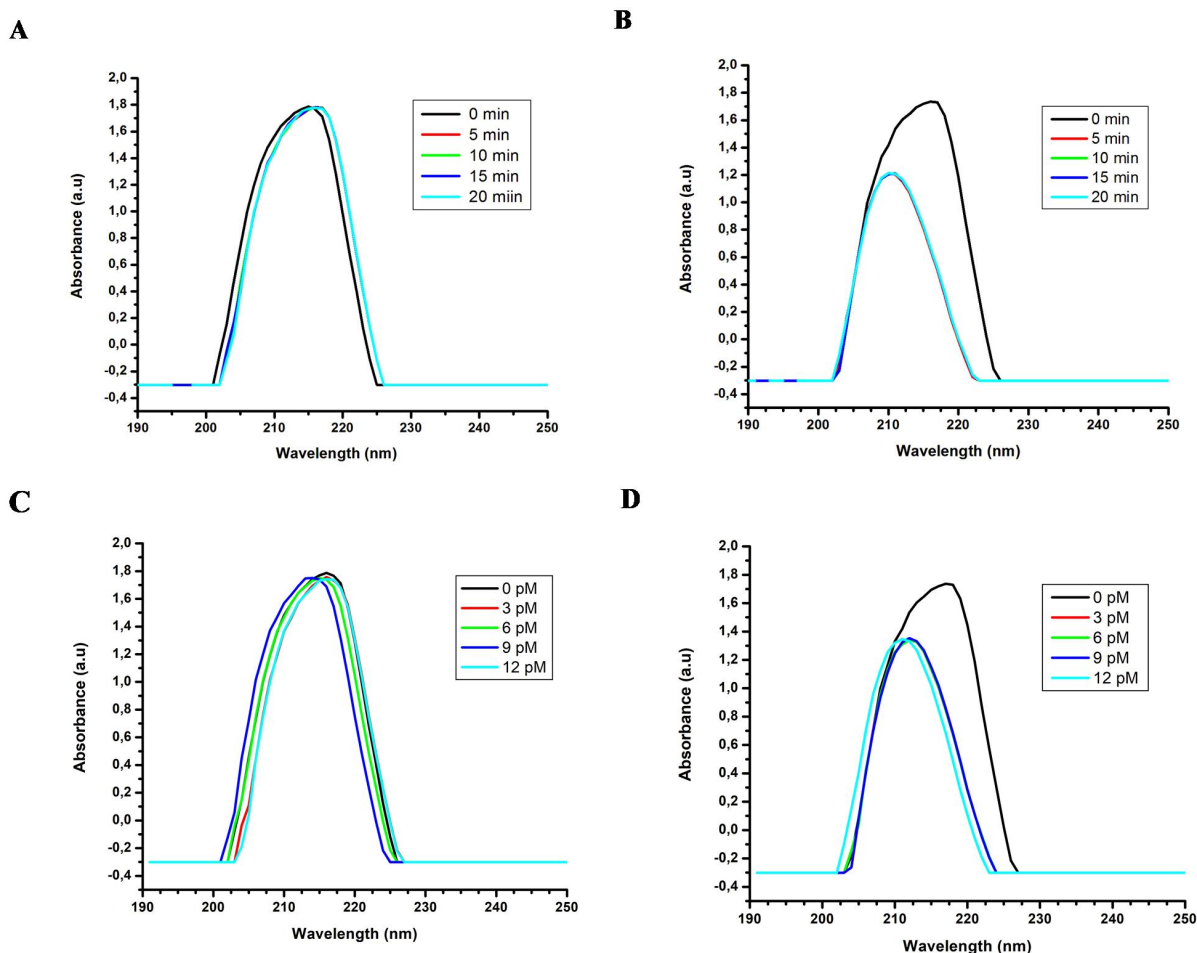 A
2,0
1,8
1,6
1,4
1,2
1,0
0,8
0,6
0,4
0,2
0,0
-0,2
-0,4
190 200 210 220 230 240 250
Absorbance (a.u)
Wavelength (nm)
0 min
5 min
10 min
15 min
20 miin
B
2,0
1,8
1,6
1,4
1,2
1,0
0,8
0,6
0,4
0,2
0,0
-0,2
-0,4
190 200 210 220 230 240 250
Absorbance (a.u)
Wavelength (nm)
0 min
5 min
10 min
15 min
20 min
C
2,0
1,8
1,6
1,4
1,2
1,0
0,8
0,6
0,4
0,2
0,0
-0,2
-0,4
190 200 210 220 230 240 250
Absorbance (a.u)
Wavelength (nm)
0 pM
3 pM
6 pM
9 pM
12 pM
D
2,0
1,8
1,6
1,4
1,2
1,0
0,8
0,6
0,4
0,2
0,0
-0,2
-0,4
190 200 210 220 230 240 250
Absorbance (a.u)
Wavelength (nm)
0 pM
3 pM
6 pM
9 pM
12 pM